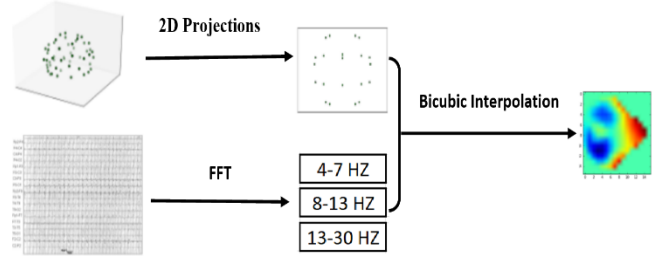 2D Projections
Bicubic Interpolation
FFT
4-7 HZ
8-13 HZ
13-30 HZ